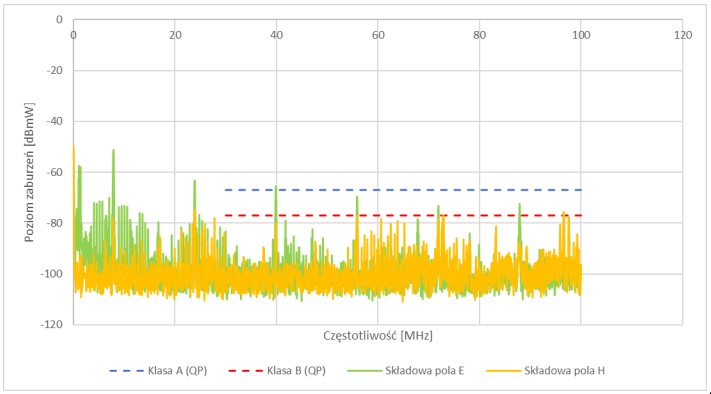 0
0 20 40 60 80 100 120
-20
-40
-60
-80
-100
-120
Poziom zaburzeń [dBmW]
Częstotliwość [MHz]
Klasa A (QP) Klasa B (QP) Składowa pola E Składowa pola H